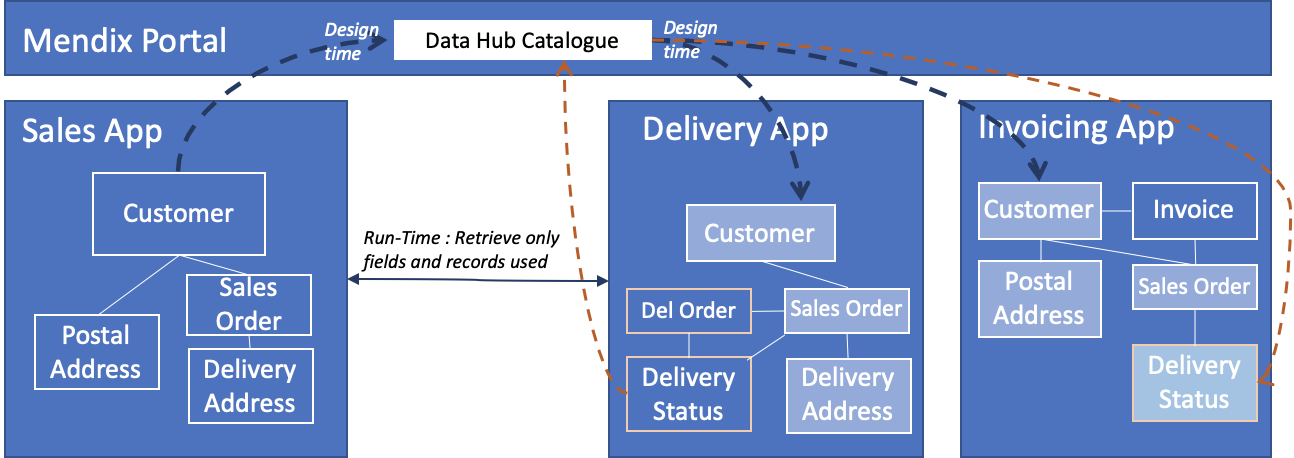 Mendix Portal
Design
time
Data Hub Catalogue
Design
time
Sales App
Customer
Sales
Order
Postal
Address
Delivery
Address
Run-Time : Retrieve only
fields and records used
Delivery App
Customer
Del Order
Sales Order
Delivery
Status
Delivery
Address
Invoicing App
Customer
Invoice
Postal
Address
Sales Order
Delivery
Status